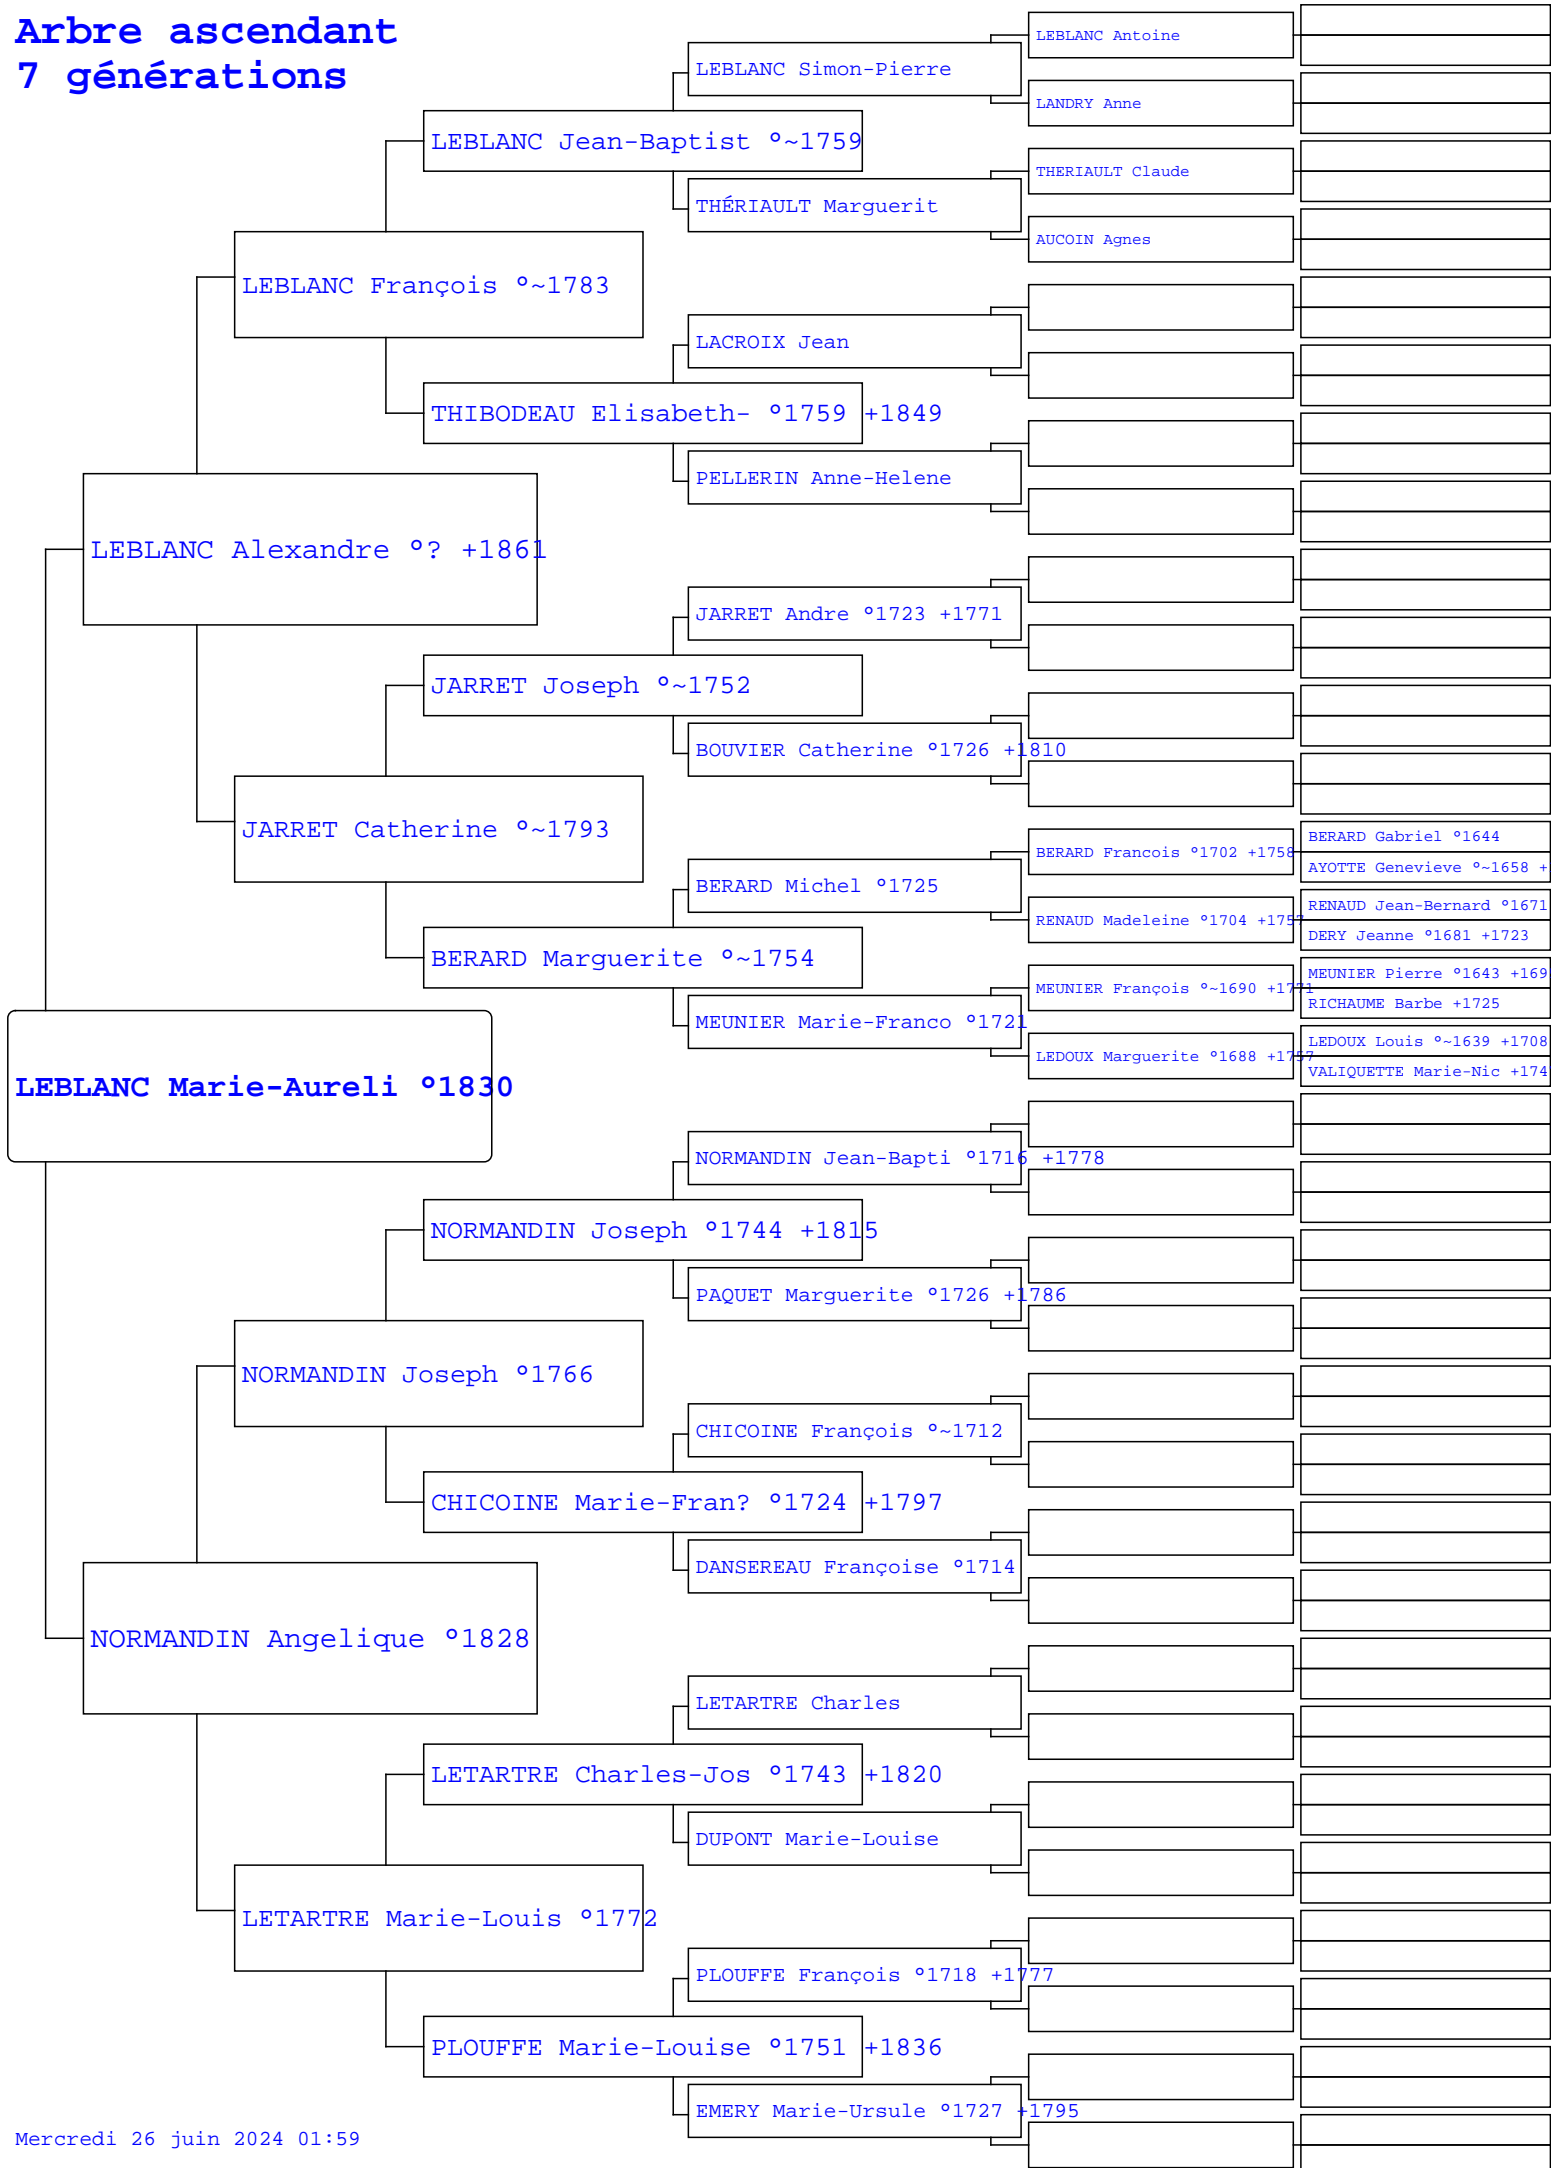 Arbre ascendant
7 générations
LEBLANC Antoine
LEBLANC Simon-Pierre
LANDRY Anne
LEBLANC Jean-Baptist °~1759
THERIAULT Claude
THÉRIAULT Marguerit
AUCOIN Agnes
LEBLANC François °~1783
LACROIX Jean
THIBODEAU Elisabeth- °1759 +1849
PELLERIN Anne-Helene
LEBLANC Alexandre °? +1861
JARRET Andre °1723 +1771
JARRET Joseph °~1752
BOUVIER Catherine °1726 +1810
JARRET Catherine °~1793
BERARD Gabriel °1644
BERARD Francois °1702 +1758
AYOTTE Genevieve °~1658 +
BERARD Michel °1725
RENAUD Jean-Bernard °1671
RENAUD Madeleine °1704 +1757
DERY Jeanne °1681 +1723
BERARD Marguerite °~1754
MEUNIER Pierre °1643 +169
MEUNIER François °~1690 +1771
RICHAUME Barbe +1725
MEUNIER Marie-Franco °1721
LEDOUX Louis °~1639 +1708
LEDOUX Marguerite °1688 +1757
VALIQUETTE Marie-Nic +174
LEBLANC Marie-Aureli °1830
NORMANDIN Jean-Bapti °1716 +1778
NORMANDIN Joseph °1744 +1815
PAQUET Marguerite °1726 +1786
NORMANDIN Joseph °1766
CHICOINE François °~1712
CHICOINE Marie-Fran? °1724 +1797
DANSEREAU Françoise °1714
NORMANDIN Angelique °1828
LETARTRE Charles
LETARTRE Charles-Jos °1743 +1820
DUPONT Marie-Louise
LETARTRE Marie-Louis °1772
PLOUFFE François °1718 +1777
PLOUFFE Marie-Louise °1751 +1836
EMERY Marie-Ursule °1727 +1795
Mercredi 26 juin 2024 01:59